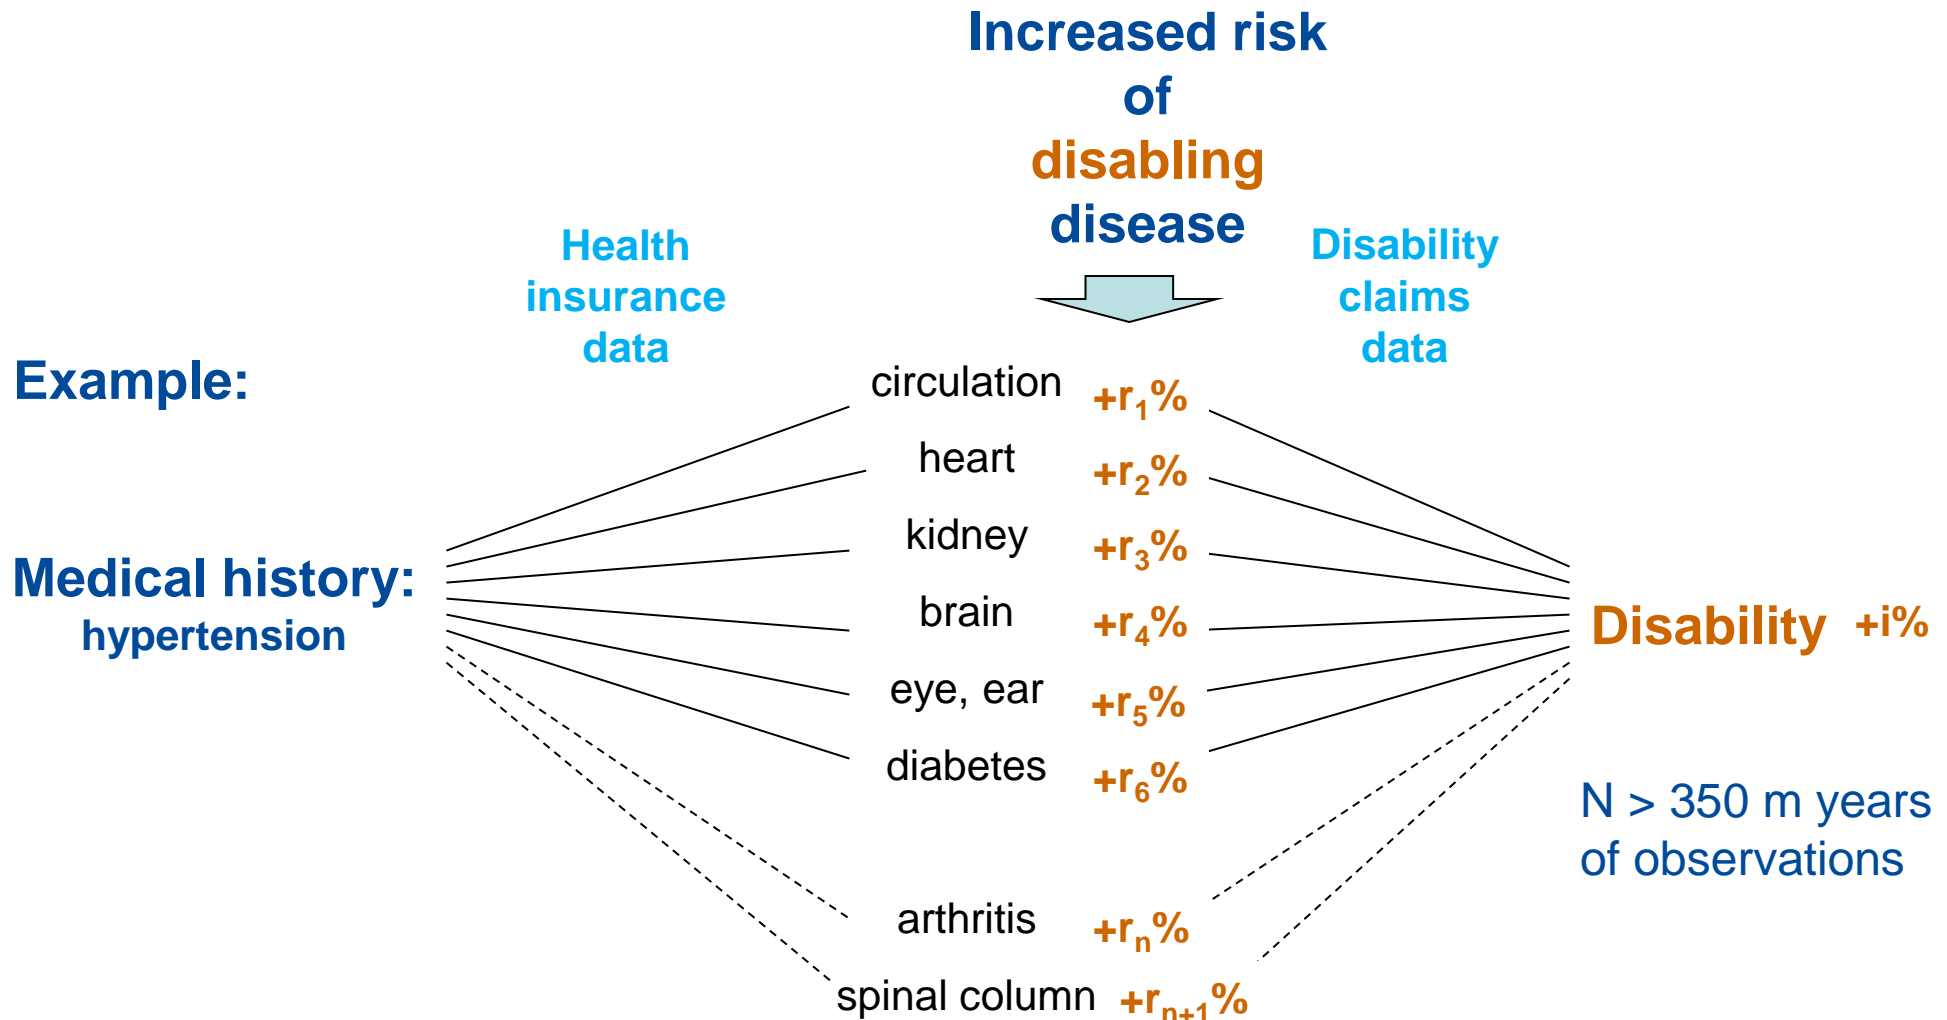 Increased risk
of
disabling
disease
Health
insurance
data
Disability
claims
data
Example:
circulation +r₁%
heart +r₂%
kidney +r₃%
Medical history:
hypertension
brain +r₄%
Disability +i%
eye, ear +r₅%
diabetes +r₆%
N > 350 m years
of observations
arthritis +rₙ%
spinal column +rₙ₊₁%